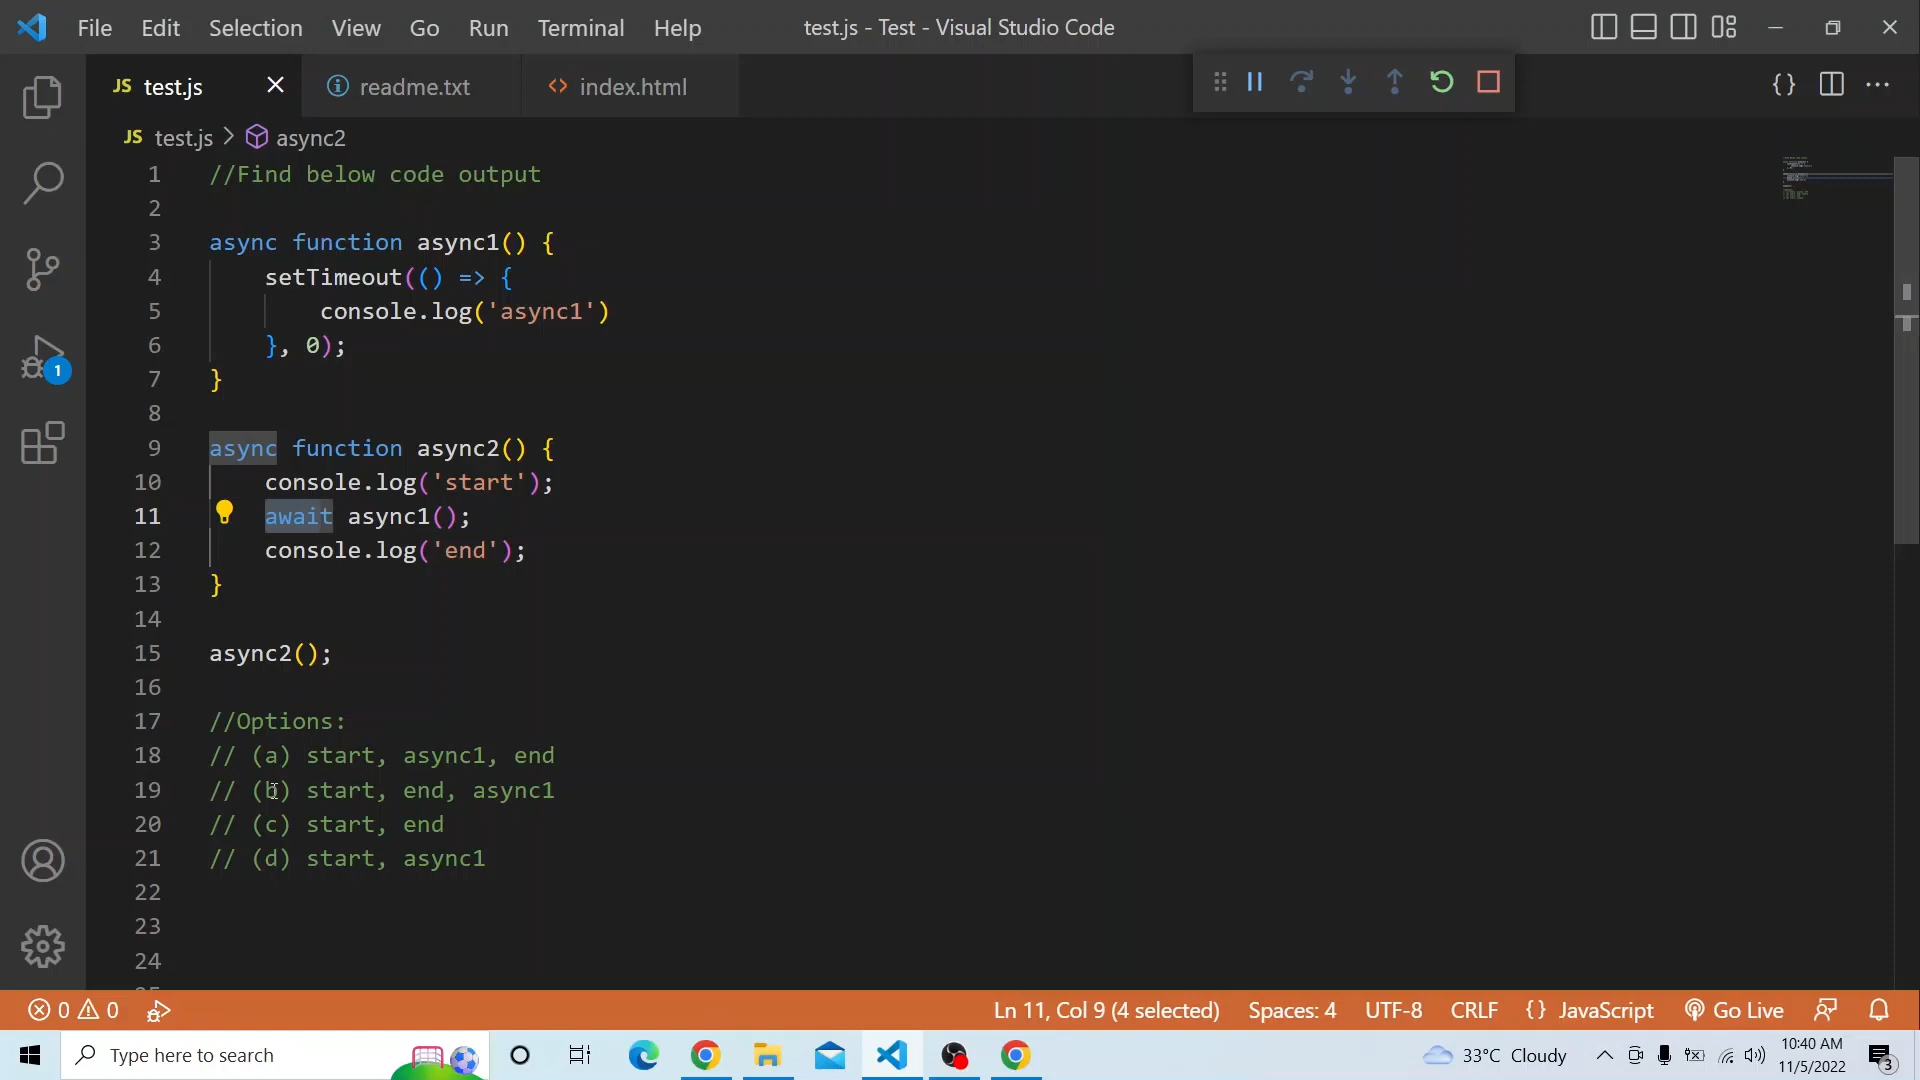 File Edit Selection View Go Run Terminal Help test.js - Test - Visual Studio Code
JS test.js readme.txt index.html
JS test.js > async2
1 //Find below code output
2
3 async function async1() {
4 setTimeout(() => {
5 console.log('async1')
6 }, 0);
7 }
8
9 async function async2() {
10 console.log('start');
11 await async1();
12 console.log('end');
13 }
14
15 async2();
16
17 //Options:
18 // (a) start, async1, end
19 // (b) start, end, async1
20 // (c) start, end
21 // (d) start, async1
22
23
24
1
0 0 Ln 11, Col 9 (4 selected) Spaces: 4 UTF-8 CRLF {} JavaScript Go Live
Type here to search 33°C Cloudy 10:40 AM
11/5/2022 3